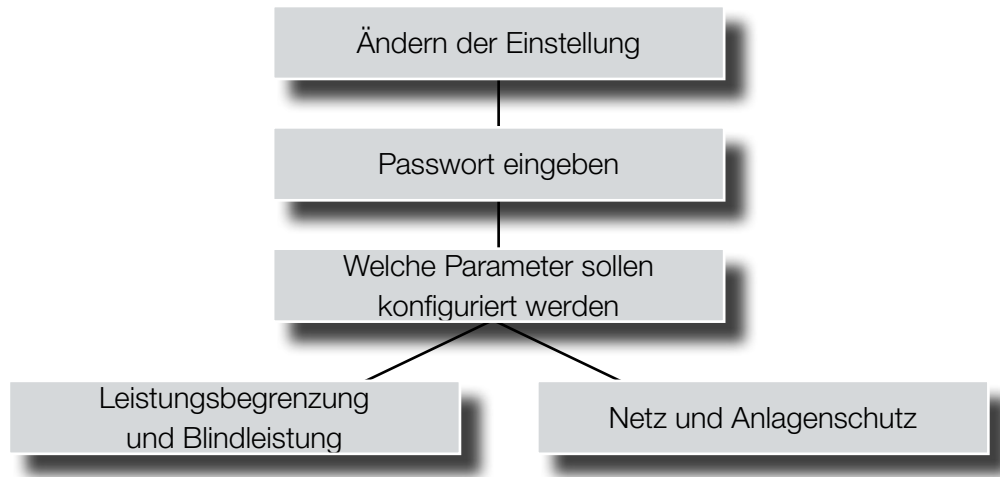 Ändern der Einstellung
Passwort eingeben
Welche Parameter sollen
konfiguriert werden
Leistungsbegrenzung
und Blindleistung
Netz und Anlagenschutz